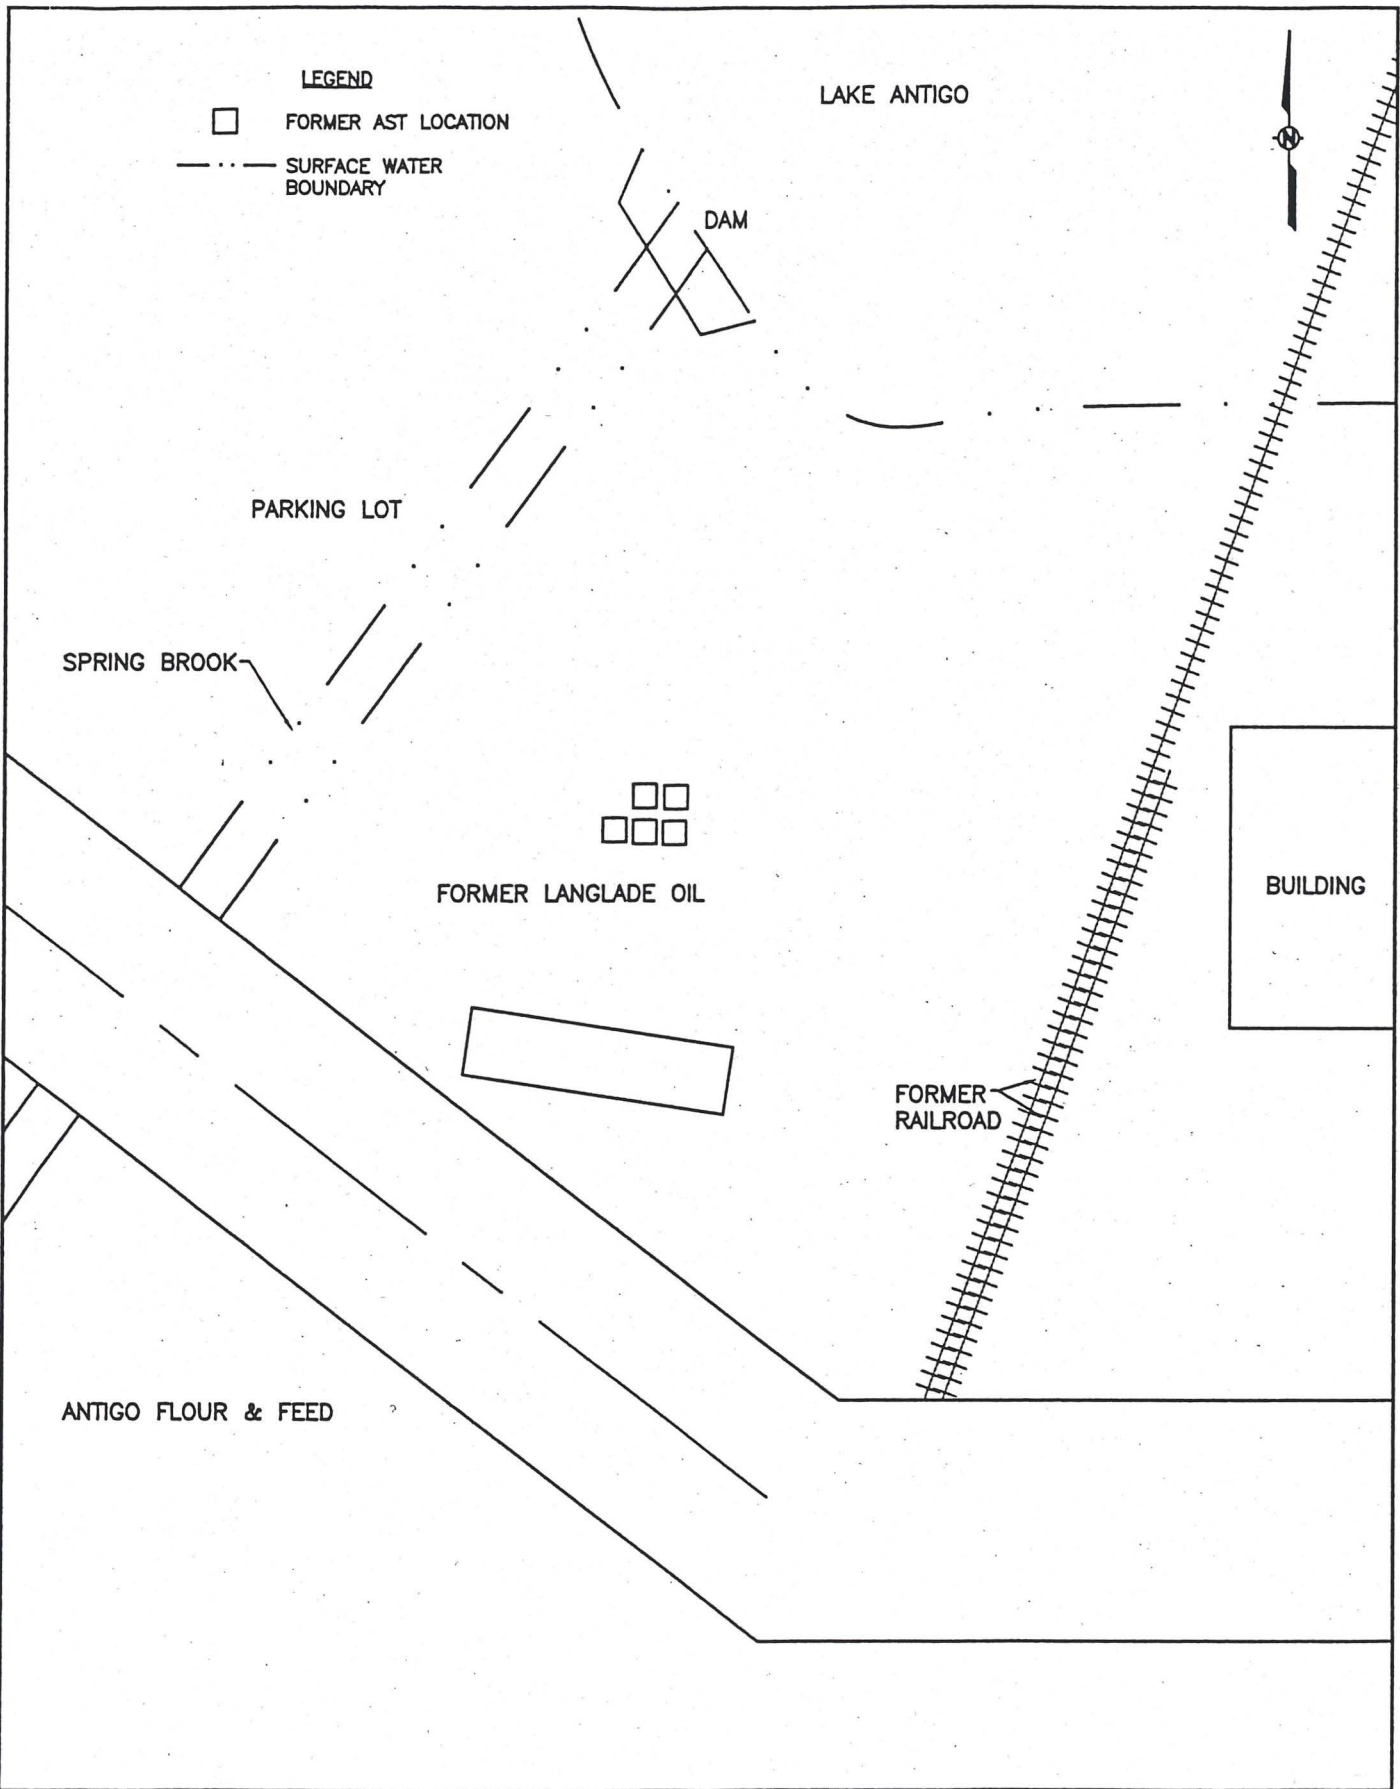 LEGEND
FORMER AST LOCATION
SURFACE WATER
BOUNDARY
LAKE ANTIGO
N
DAM
PARKING LOT
SPRING BROOK
FORMER LANGLADE OIL
BUILDING
FORMER
RAILROAD
ANTIGO FLOUR & FEED